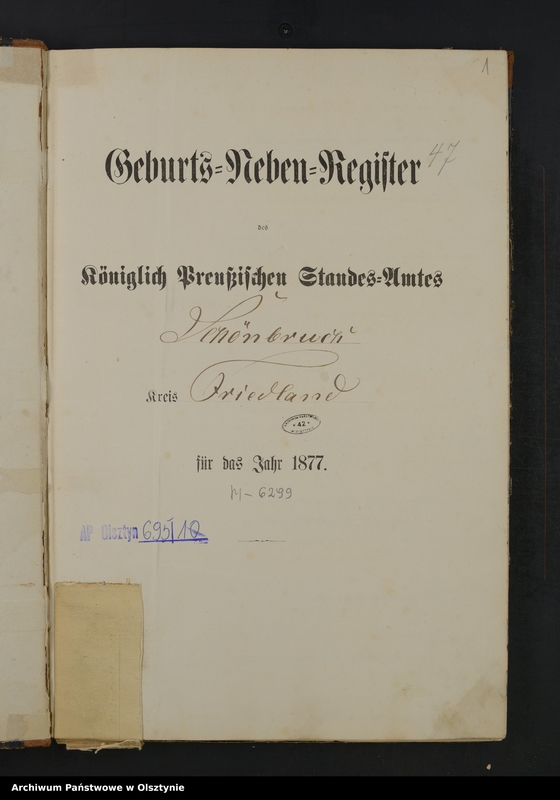 1
Geburts=Neben=Register
47
des
Königlich Preußischen Standes=Amtes
Schönbruch
Kreis Friedland
* 42 *
für das Jahr 1877.
M - 6299
AP Olsztyn 695/10
Archiwum Państwowe w Olsztynie